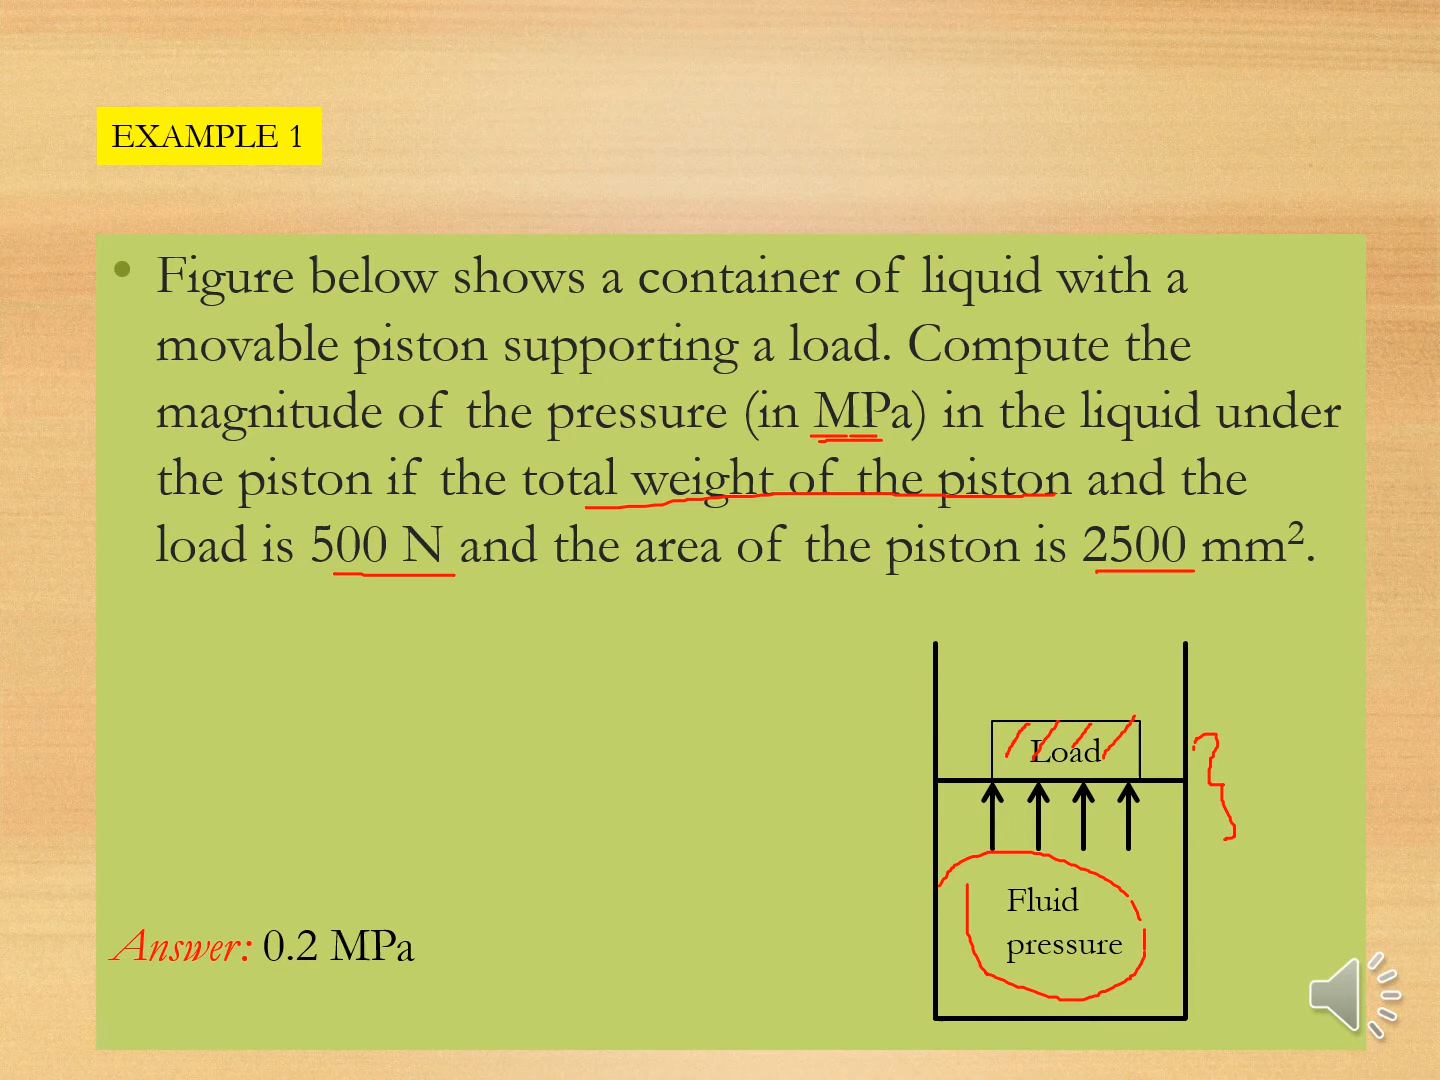 EXAMPLE 1
• Figure below shows a container of liquid with a
movable piston supporting a load. Compute the
magnitude of the pressure (in MPa) in the liquid under
the piston if the total weight of the piston and the
load is 500 N and the area of the piston is 2500 mm².
Load
Fluid
pressure
Answer: 0.2 MPa